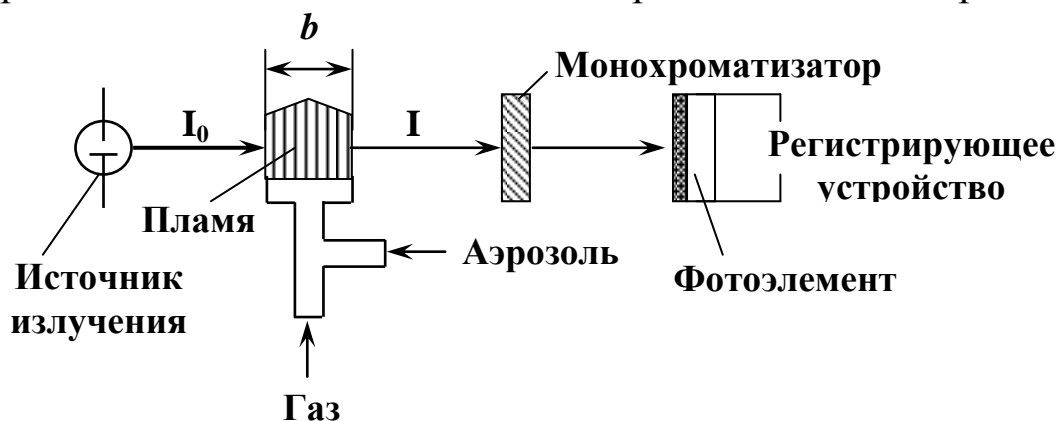 b
Монохроматизатор
I₀
I
Регистрирующее
устройство
Пламя
Аэрозоль
Источник
излучения
Фотоэлемент
Газ